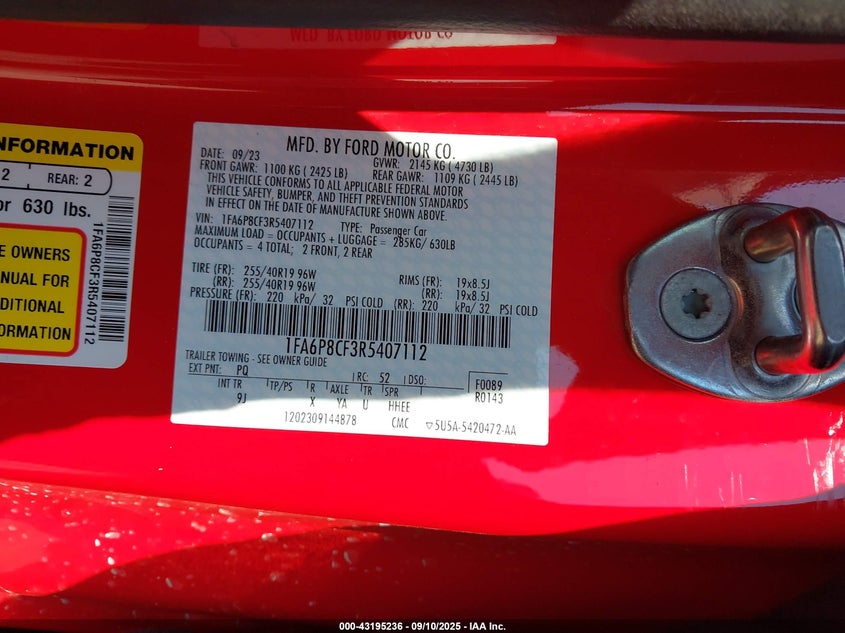 INFORMATION
2 REAR: 2
or 630 lbs.
E OWNERS
ANUAL FOR
DITIONAL
INFORMATION
1FA6P8CF3R5407112
MFD. BY FORD MOTOR CO.
DATE: 09/23 GVWR: 2145 KG (4730 LB)
FRONT GAWR: 1100 KG (2425 LB) REAR GAWR: 1109 KG (2445 LB)
THIS VEHICLE CONFORMS TO ALL APPLICABLE FEDERAL MOTOR
VEHICLE SAFETY, BUMPER, AND THEFT PREVENTION STANDARDS
IN EFFECT ON THE DATE OF MANUFACTURE SHOWN ABOVE.
VIN: 1FA6P8CF3R5407112 TYPE: Passenger Car
MAXIMUM LOAD = OCCUPANTS + LUGGAGE = 285KG/ 630LB
OCCUPANTS = 4 TOTAL; 2 FRONT, 2 REAR
TIRE (FR): 255/40R19 96W RIMS (FR): 19x8.5J
(RR): 255/40R19 96W (RR): 19x8.5J
PRESSURE (FR): 220 kPa/ 32 PSI COLD (RR): 220 kPa/ 32 PSI COLD
1FA6P8CF3R5407112
TRAILER TOWING - SEE OWNER GUIDE
EXT PNT: PQ RC: 52 DSO: F0089
INT TR TP/PS R AXLE TR SPR R0143
9J X YA U HHEE
1202309144878 CMC ▽5U5A-5420472-AA
000-43195236 - 09/10/2025 - IAA Inc.